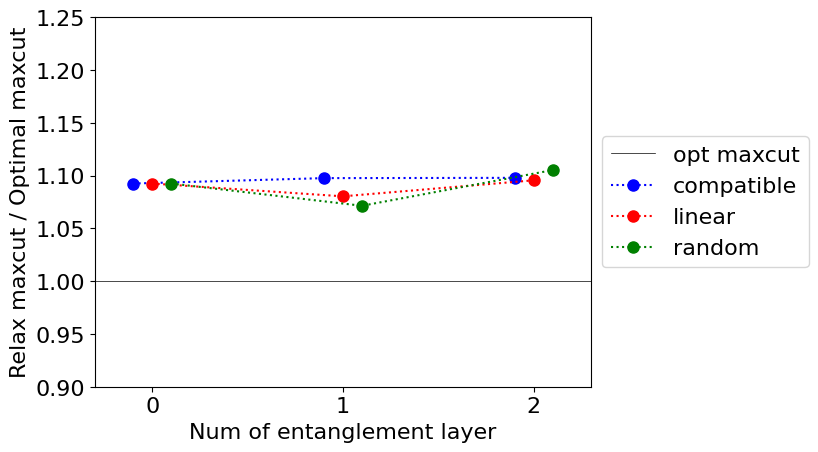 Relax maxcut / Optimal maxcut
1.25
1.20
1.15
1.10
1.05
1.00
0.95
0.90
0 1 2
Num of entanglement layer
opt maxcut
compatible
linear
random